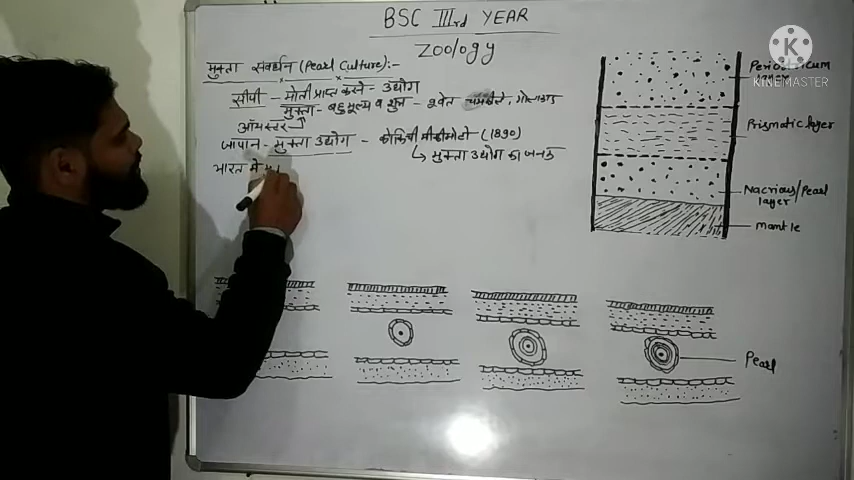 BSC IIIrd YEAR
Zoology
मुक्ता संवर्धन (Pearl Culture):-
सीपी - मोती प्राप्त करने - उद्योग
मुक्ता - बहुमूल्य व शुभ्र - श्वेत
ऑयस्टर
जापान - मुक्ता उद्योग - कोकिची मीकीमोटो (1890)
↳ मुक्ता उद्योग का जनक
भारत में
Periostracum
layer
Prismatic layer
Nacrious/Pearl
layer
mantle
Pearl
K
KINEMASTER